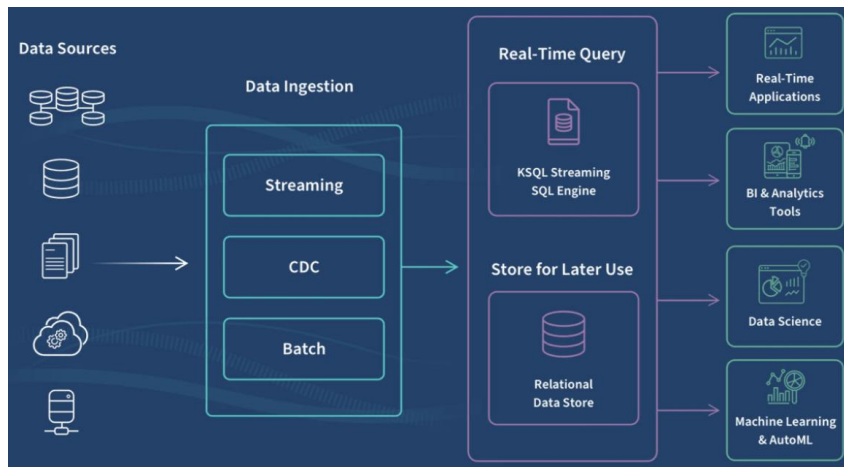 Data Sources
Data Ingestion
Streaming
CDC
Batch
Real-Time Query
KSQL Streaming
SQL Engine
Store for Later Use
Relational
Data Store
Real-Time
Applications
BI & Analytics
Tools
Data Science
Machine Learning
& AutoML